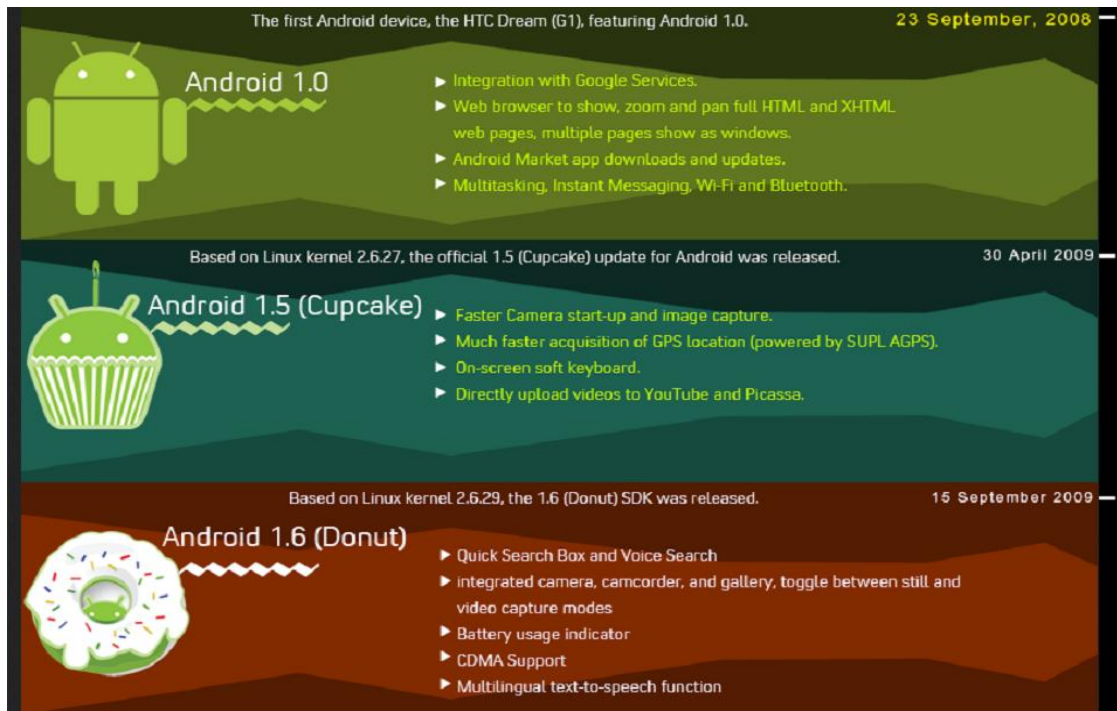 The first Android device, the HTC Dream (G1), featuring Android 1.0.
23 September, 2008
Android 1.0
Integration with Google Services.
Web browser to show, zoom and pan full HTML and XHTML
web pages, multiple pages show as windows.
Android Market app downloads and updates.
Multitasking, Instant Messaging, Wi-Fi and Bluetooth.
Based on Linux kernel 2.6.27, the official 1.5 (Cupcake) update for Android was released.
30 April 2009
Android 1.5 (Cupcake)
Faster Camera start-up and image capture.
Much faster acquisition of GPS location (powered by SUPL AGPS).
On-screen soft keyboard.
Directly upload videos to YouTube and Picassa.
Based on Linux kernel 2.6.29, the 1.6 (Donut) SDK was released.
15 September 2009
Android 1.6 (Donut)
Quick Search Box and Voice Search
integrated camera, camcorder, and gallery, toggle between still and
video capture modes
Battery usage indicator
CDMA Support
Multilingual text-to-speech function